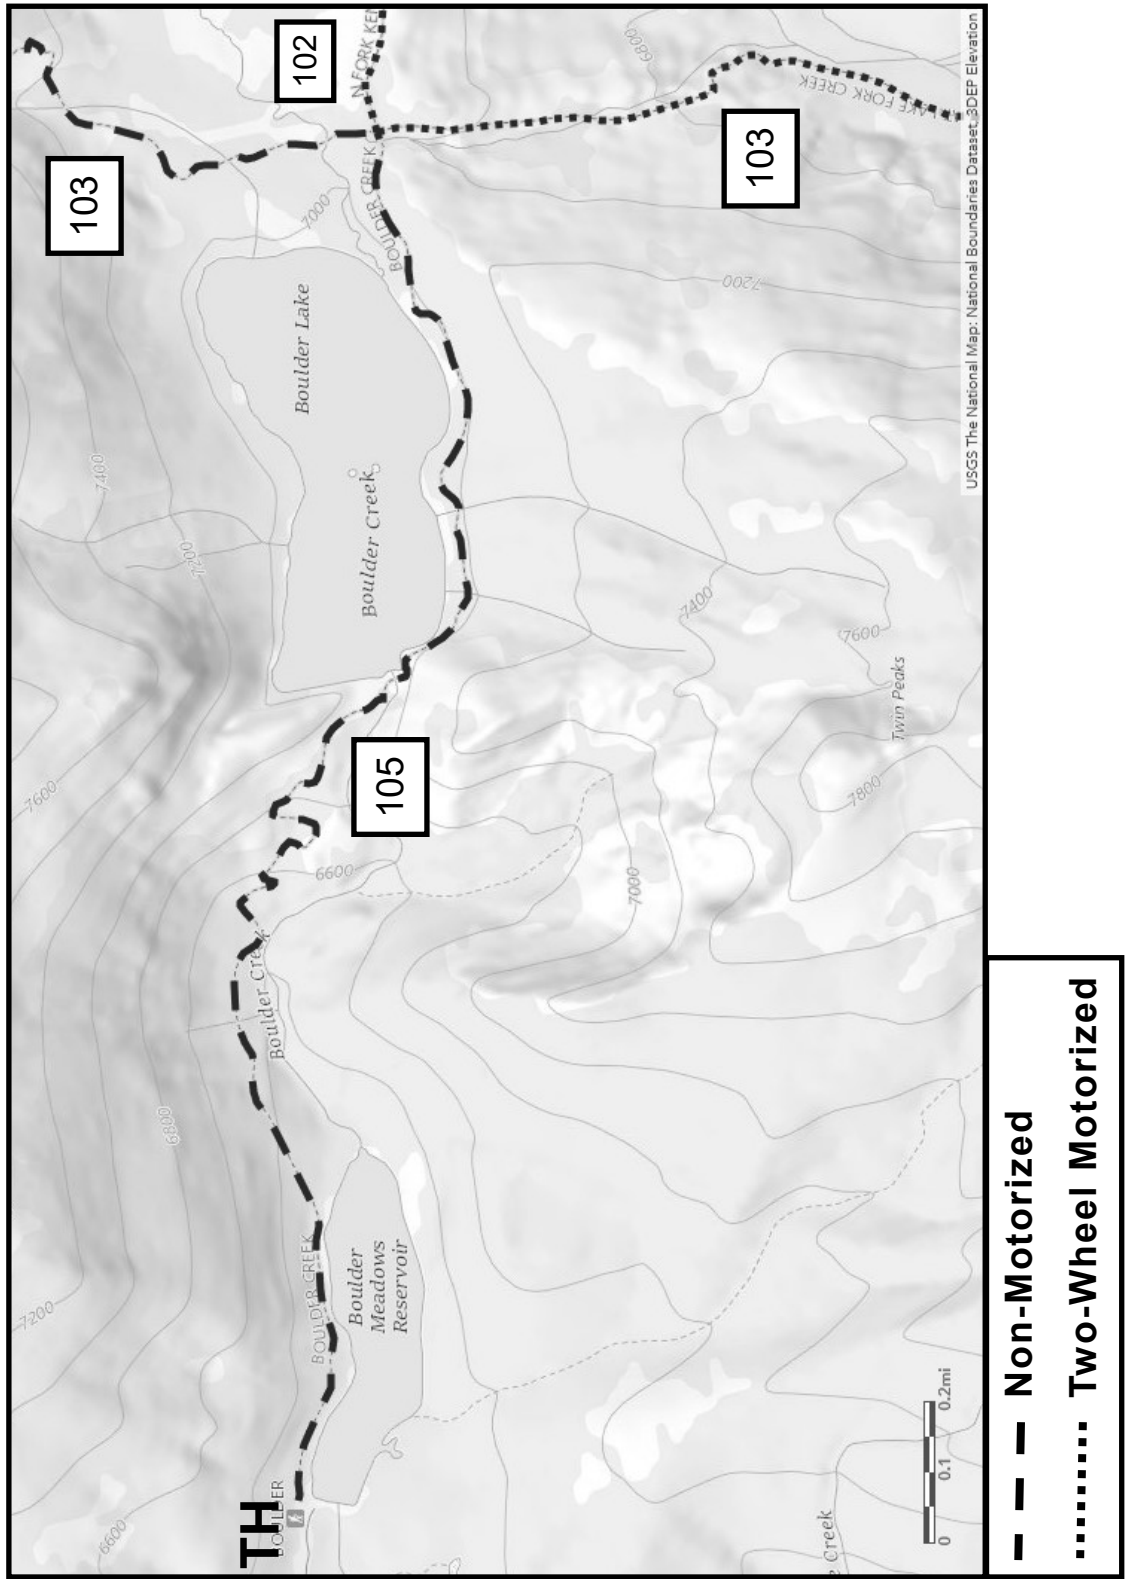 TH
BOULDER
6600
7200
BOULDER CREEK
Boulder
Meadows
Reservoir
6800
Boulder Creek
6600
7600
7200
7400
105
Boulder Creek
Boulder Lake
7000
BOULDER CREEK
103
102
N FORK KEN
6800
LAKE FORK CREEK
103
7200
7400
7600
Twin Peaks
7800
7000
Creek
0
0.1
0.2mi
USGS The National Map: National Boundaries Dataset, 3DEP Elevation
Non-Motorized
Two-Wheel Motorized